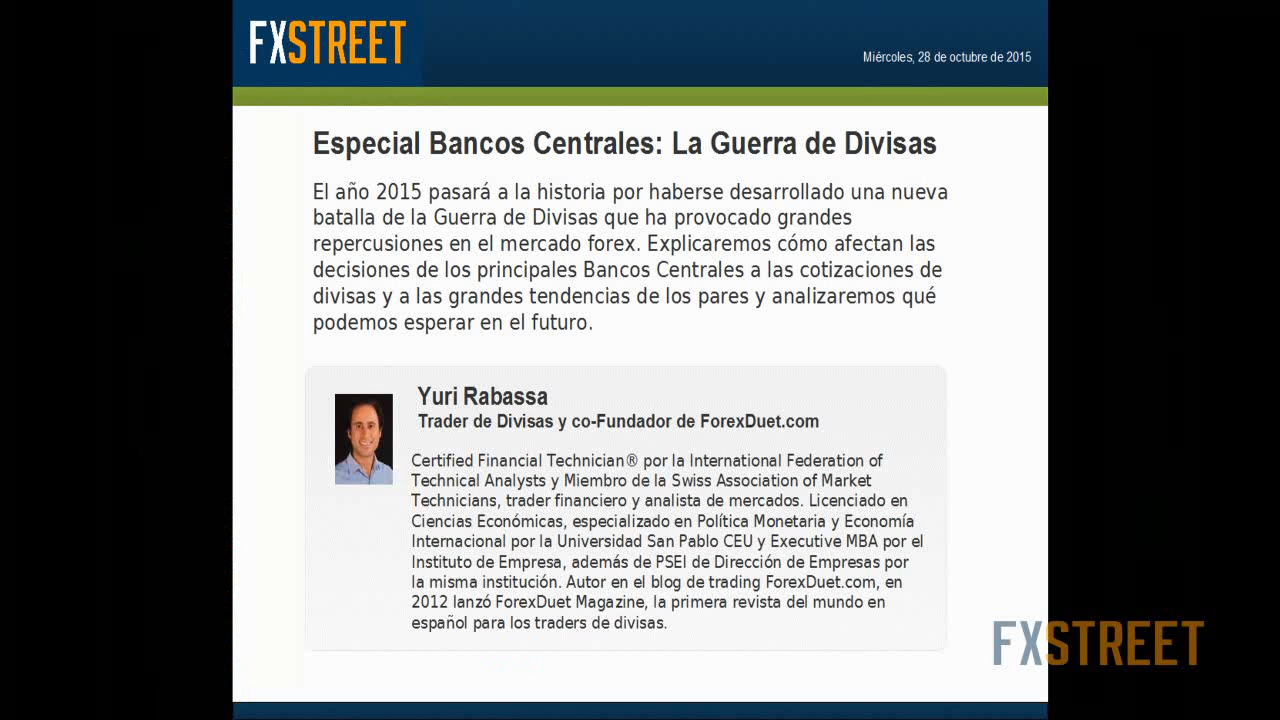 FXSTREET
Miércoles, 28 de octubre de 2015
Especial Bancos Centrales: La Guerra de Divisas
El año 2015 pasará a la historia por haberse desarrollado una nueva
batalla de la Guerra de Divisas que ha provocado grandes
repercusiones en el mercado forex. Explicaremos cómo afectan las
decisiones de los principales Bancos Centrales a las cotizaciones de
divisas y a las grandes tendencias de los pares y analizaremos qué
podemos esperar en el futuro.
Yuri Rabassa
Trader de Divisas y co-Fundador de ForexDuet.com
Certified Financial Technician® por la International Federation of
Technical Analysts y Miembro de la Swiss Association of Market
Technicians, trader financiero y analista de mercados. Licenciado en
Ciencias Económicas, especializado en Política Monetaria y Economía
Internacional por la Universidad San Pablo CEU y Executive MBA por el
Instituto de Empresa, además de PSEI de Dirección de Empresas por
la misma institución. Autor en el blog de trading ForexDuet.com, en
2012 lanzó ForexDuet Magazine, la primera revista del mundo en
español para los traders de divisas.
FXSTREET